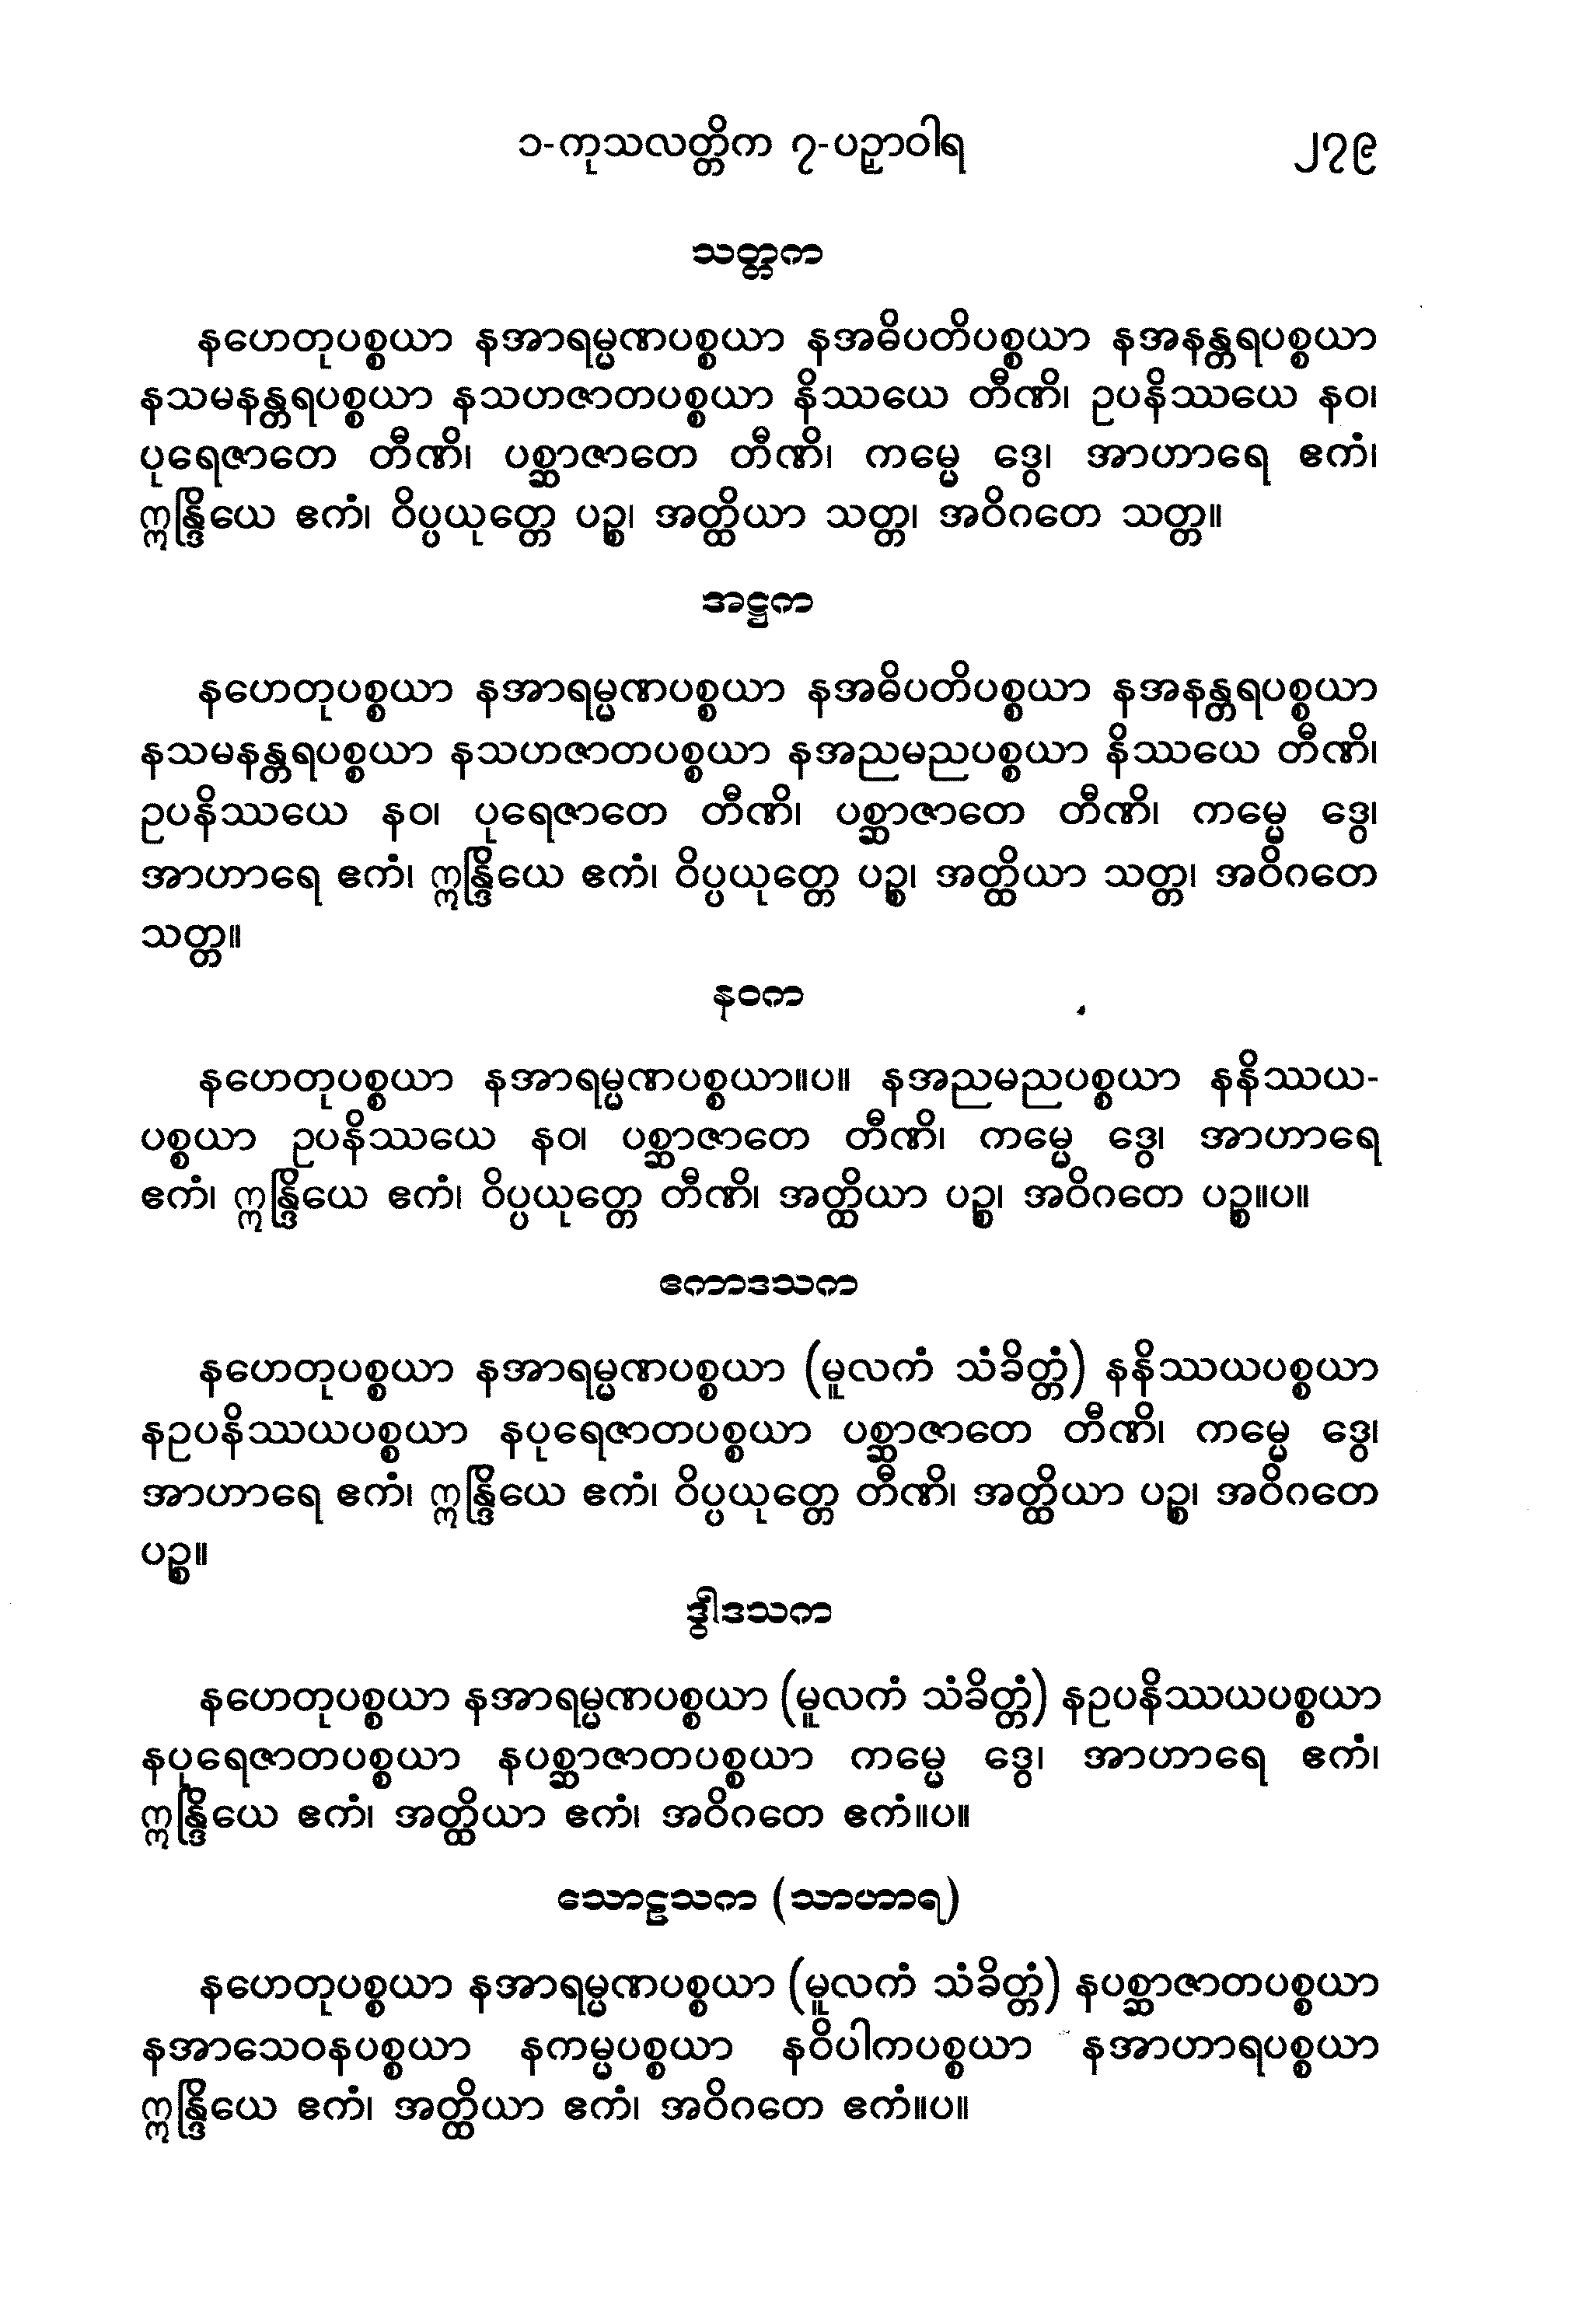 ၁-ကုသလတ္တိက ၇-ပဉှာဝါရ ၂၇၉
သတ္တက
နဟေတုပစ္စယာ နအာရမ္မဏပစ္စယာ နအဓိပတိပစ္စယာ နအနန္တရပစ္စယာ
နသမနန္တရပစ္စယာ နသဟဇာတပစ္စယာ နိဿယေ တီဏိ၊ ဥပနိဿယေ နဝ၊
ပုရေဇာတေ တီဏိ၊ ပစ္ဆာဇာတေ တီဏိ၊ ကမ္မေ ဒွေ၊ အာဟာရေ ဧကံ၊
ဣန္ဒြိယေ ဧကံ၊ ဝိပ္ပယုတ္တေ ပဉ္စ၊ အတ္ထိယာ သတ္တ၊ အဝိဂတေ သတ္တ။
အဋ္ဌက
နဟေတုပစ္စယာ နအာရမ္မဏပစ္စယာ နအဓိပတိပစ္စယာ နအနန္တရပစ္စယာ
နသမနန္တရပစ္စယာ နသဟဇာတပစ္စယာ နအညမညပစ္စယာ နိဿယေ တီဏိ၊
ဥပနိဿယေ နဝ၊ ပုရေဇာတေ တီဏိ၊ ပစ္ဆာဇာတေ တီဏိ၊ ကမ္မေ ဒွေ၊
အာဟာရေ ဧကံ၊ ဣန္ဒြိယေ ဧကံ၊ ဝိပ္ပယုတ္တေ ပဉ္စ၊ အတ္ထိယာ သတ္တ၊ အဝိဂတေ
သတ္တ။
နဝက
နဟေတုပစ္စယာ နအာရမ္မဏပစ္စယာ။ပ။ နအညမညပစ္စယာ နနိဿယ-
ပစ္စယာ ဥပနိဿယေ နဝ၊ ပစ္ဆာဇာတေ တီဏိ၊ ကမ္မေ ဒွေ၊ အာဟာရေ
ဧကံ၊ ဣန္ဒြိယေ ဧကံ၊ ဝိပ္ပယုတ္တေ တီဏိ၊ အတ္ထိယာ ပဉ္စ၊ အဝိဂတေ ပဉ္စ။ပ။
ဧကာဒသက
နဟေတုပစ္စယာ နအာရမ္မဏပစ္စယာ (မူလကံ သံခိတ္တံ) နနိဿယပစ္စယာ
နဥပနိဿယပစ္စယာ နပုရေဇာတပစ္စယာ ပစ္ဆာဇာတေ တီဏိ၊ ကမ္မေ ဒွေ၊
အာဟာရေ ဧကံ၊ ဣန္ဒြိယေ ဧကံ၊ ဝိပ္ပယုတ္တေ တီဏိ၊ အတ္ထိယာ ပဉ္စ၊ အဝိဂတေ
ပဉ္စ။
ဒွါဒသက
နဟေတုပစ္စယာ နအာရမ္မဏပစ္စယာ (မူလကံ သံခိတ္တံ) နဥပနိဿယပစ္စယာ
နပုရေဇာတပစ္စယာ နပစ္ဆာဇာတပစ္စယာ ကမ္မေ ဒွေ၊ အာဟာရေ ဧကံ၊
ဣန္ဒြိယေ ဧကံ၊ အတ္ထိယာ ဧကံ၊ အဝိဂတေ ဧကံ။ပ။
သောဠသက (သာဟာရ)
နဟေတုပစ္စယာ နအာရမ္မဏပစ္စယာ (မူလကံ သံခိတ္တံ) နပစ္ဆာဇာတပစ္စယာ
နအာသေဝနပစ္စယာ နကမ္မပစ္စယာ နဝိပါကပစ္စယာ နအာဟာရပစ္စယာ
ဣန္ဒြိယေ ဧကံ၊ အတ္ထိယာ ဧကံ၊ အဝိဂတေ ဧကံ။ပ။